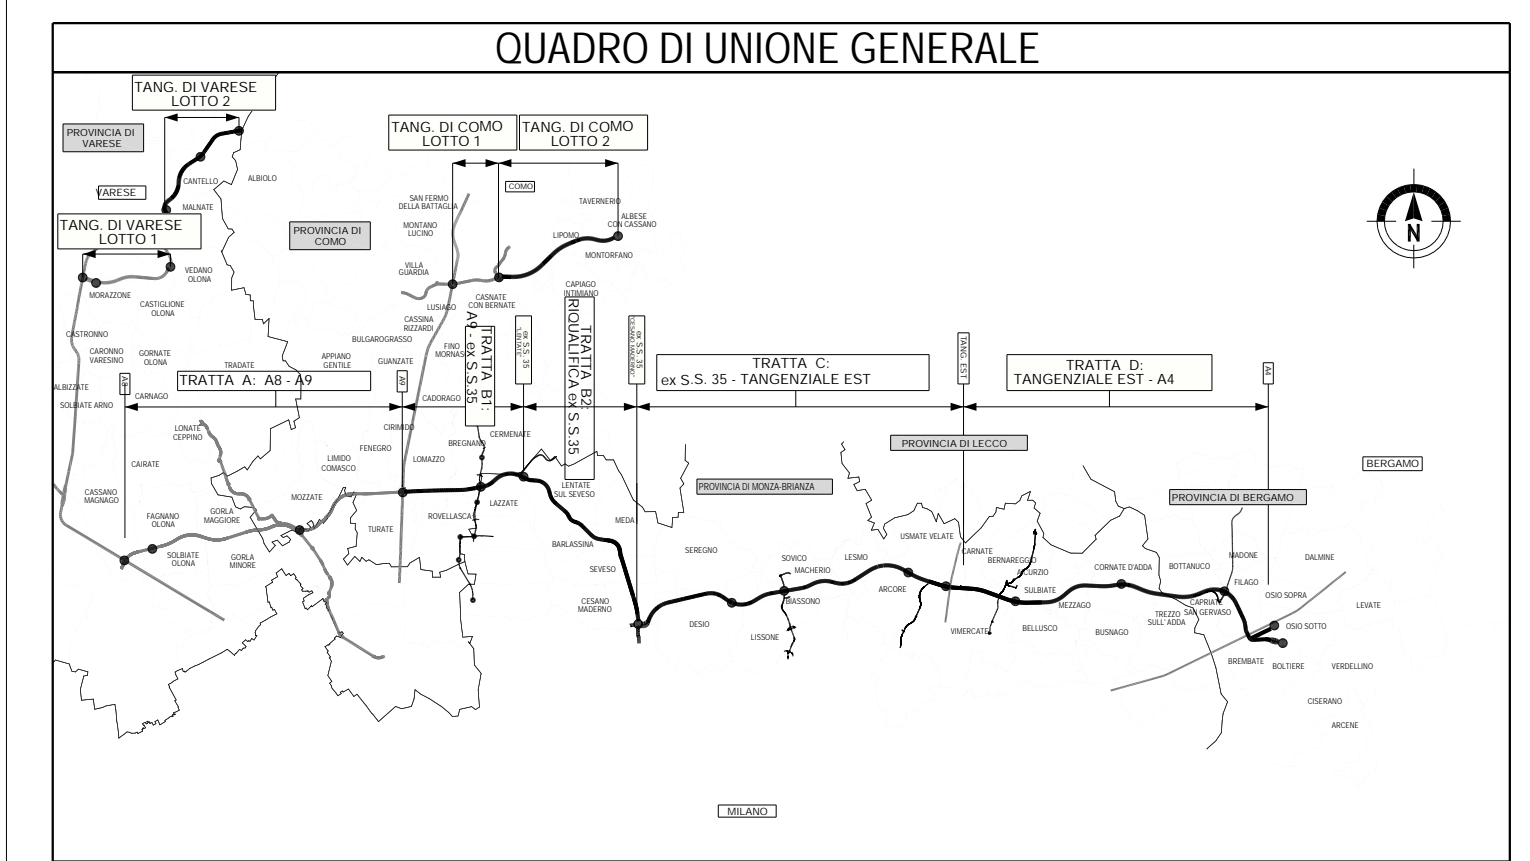 QUADRO DI UNIONE GENERALE
TANG. DI VARESE
LOTTO 2
PROVINCIA DI
VARESE
VARESE
CANTELLO
ALBIOLO
MALNATE
TANG. DI VARESE
LOTTO 1
VEDANO
OLONA
MORAZZONE
CASTIGLIONE
OLONA
CASTRONNO
CARONNO
VARESINO
GORNATE
OLONA
TRADATE
ALBIZZATE
CARNAGO
SOLBIATE ARNO
TANG. DI COMO
LOTTO 1
TANG. DI COMO
LOTTO 2
COMO
SAN FERMO
DELLA BATTAGLIA
TAVERNERIO
ALBESE
CON CASSANO
MONTANO
LUCINO
LIPOMO
MONTORFANO
PROVINCIA DI
COMO
VILLA
GUARDIA
CAPIAGO
INTIMIANO
LUSIAGO
CASNATE
CON BERNATE
CASSINA
RIZZARDI
BULGAROGRASSO
FINO
MORNAS
APPIANO
GENTILE
GUANZATE
CADORAGO
CIRIMIDO
N
TRATTA A: A8 - A9
A8
A9
TRATTA B1:
A9 - ex S.S.35
ex S.S. 35
"LENTATE"
TRATTA B2:
RIQUALIFICA ex S.S.35
ex S.S. 35
"CESANO MADERNO"
TRATTA C:
ex S.S. 35 - TANGENZIALE EST
TANG. EST
TRATTA D:
TANGENZIALE EST - A4
A4
LONATE
CEPPINO
CAIRATE
FENEGRO
LIMIDO
COMASCO
LOMAZZO
BREGNANO
CERMENATE
PROVINCIA DI LECCO
BERGAMO
PROVINCIA DI MONZA-BRIANZA
PROVINCIA DI BERGAMO
CASSANO
MAGNAGO
MOZZATE
LAZZATE
LENTATE
SUL SEVESO
FAGNANO
OLONA
GORLA
MAGGIORE
TURATE
ROVELLASCA
MEDA
SOLBIATE
OLONA
GORLA
MINORE
BARLASSINA
SEVESO
SEREGNO
SOVICO
MACHERIO
LESMO
USMATE VELATE
CARNATE
BERNAREGGIO
AICURZIO
CORNATE D'ADDA
BOTTANUCO
MADONE
DALMINE
FILAGO
CESANO
MADERNO
DESIO
BIASSONO
LISSONE
ARCORE
SULBIATE
MEZZAGO
VIMERCATE
BELLUSCO
BUSNAGO
TREZZO
SULL' ADDA
CAPRIATE
SAN GERVASO
OSIO SOPRA
LEVATE
OSIO SOTTO
BREMBATE
BOLTIERE
VERDELLINO
CISERANO
ARCENE
MILANO